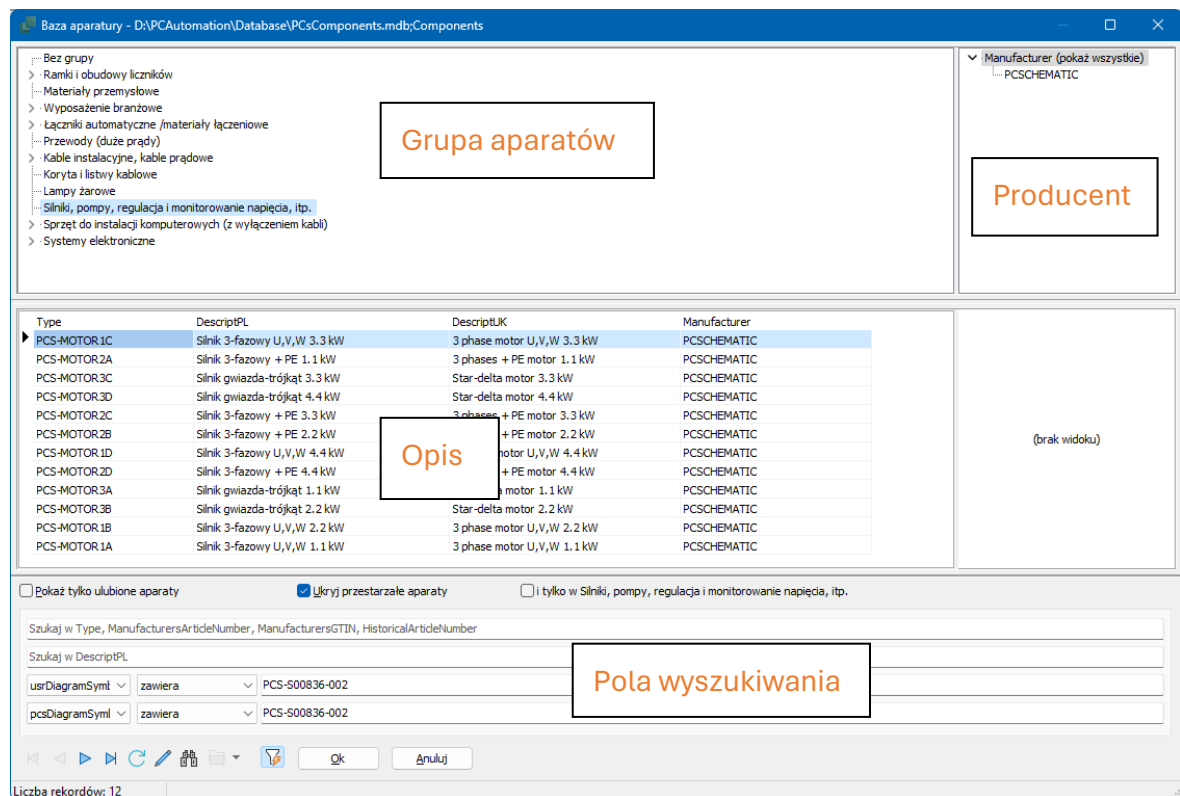 Baza aparatury - D:\PCAutomation\Database\PCsComponents.mdb;Components
Bez grupy
Ramki i obudowy liczników
Materiały przemysłowe
Wyposażenie branżowe
Łączniki automatyczne /materiały łączeniowe
Przewody (duże prądy)
Kable instalacyjne, kable prądowe
Koryta i listwy kablowe
Lampy żarowe
Silniki, pompy, regulacja i monitorowanie napięcia, itp.
Sprzęt do instalacji komputerowych (z wyłączeniem kabli)
Systemy elektroniczne
Grupa aparatów
Manufacturer (pokaż wszystkie)
PCSCHEMATIC
Producent
Type DescriptPL DescriptUK Manufacturer
PCS-MOTOR1C Silnik 3-fazowy U,V,W 3.3 kW 3 phase motor U,V,W 3.3 kW PCSCHEMATIC
PCS-MOTOR2A Silnik 3-fazowy + PE 1.1 kW 3 phases + PE motor 1.1 kW PCSCHEMATIC
PCS-MOTOR3C Silnik gwiazda-trójkąt 3.3 kW Star-delta motor 3.3 kW PCSCHEMATIC
PCS-MOTOR3D Silnik gwiazda-trójkąt 4.4 kW Star-delta motor 4.4 kW PCSCHEMATIC
PCS-MOTOR2C Silnik 3-fazowy + PE 3.3 kW 3 phases + PE motor 3.3 kW PCSCHEMATIC
PCS-MOTOR2B Silnik 3-fazowy + PE 2.2 kW + PE motor 2.2 kW PCSCHEMATIC
PCS-MOTOR1D Silnik 3-fazowy U,V,W 4.4 kW motor U,V,W 4.4 kW PCSCHEMATIC
PCS-MOTOR2D Silnik 3-fazowy + PE 4.4 kW + PE motor 4.4 kW PCSCHEMATIC
PCS-MOTOR3A Silnik gwiazda-trójkąt 1.1 kW motor 1.1 kW PCSCHEMATIC
PCS-MOTOR3B Silnik gwiazda-trójkąt 2.2 kW Star-delta motor 2.2 kW PCSCHEMATIC
PCS-MOTOR1B Silnik 3-fazowy U,V,W 2.2 kW 3 phase motor U,V,W 2.2 kW PCSCHEMATIC
PCS-MOTOR1A Silnik 3-fazowy U,V,W 1.1 kW 3 phase motor U,V,W 1.1 kW PCSCHEMATIC
Opis
(brak widoku)
Pokaż tylko ulubione aparaty Ukryj przestarzałe aparaty i tylko w Silniki, pompy, regulacja i monitorowanie napięcia, itp.
Szukaj w Type, ManufacturersArticleNumber, ManufacturersGTIN, HistoricalArticleNumber
Szukaj w DescriptPL
usrDiagramSymb zawiera PCS-S00836-002
pcsDiagramSyml zawiera PCS-S00836-002
Pola wyszukiwania
Ok Anuluj
Liczba rekordów: 12